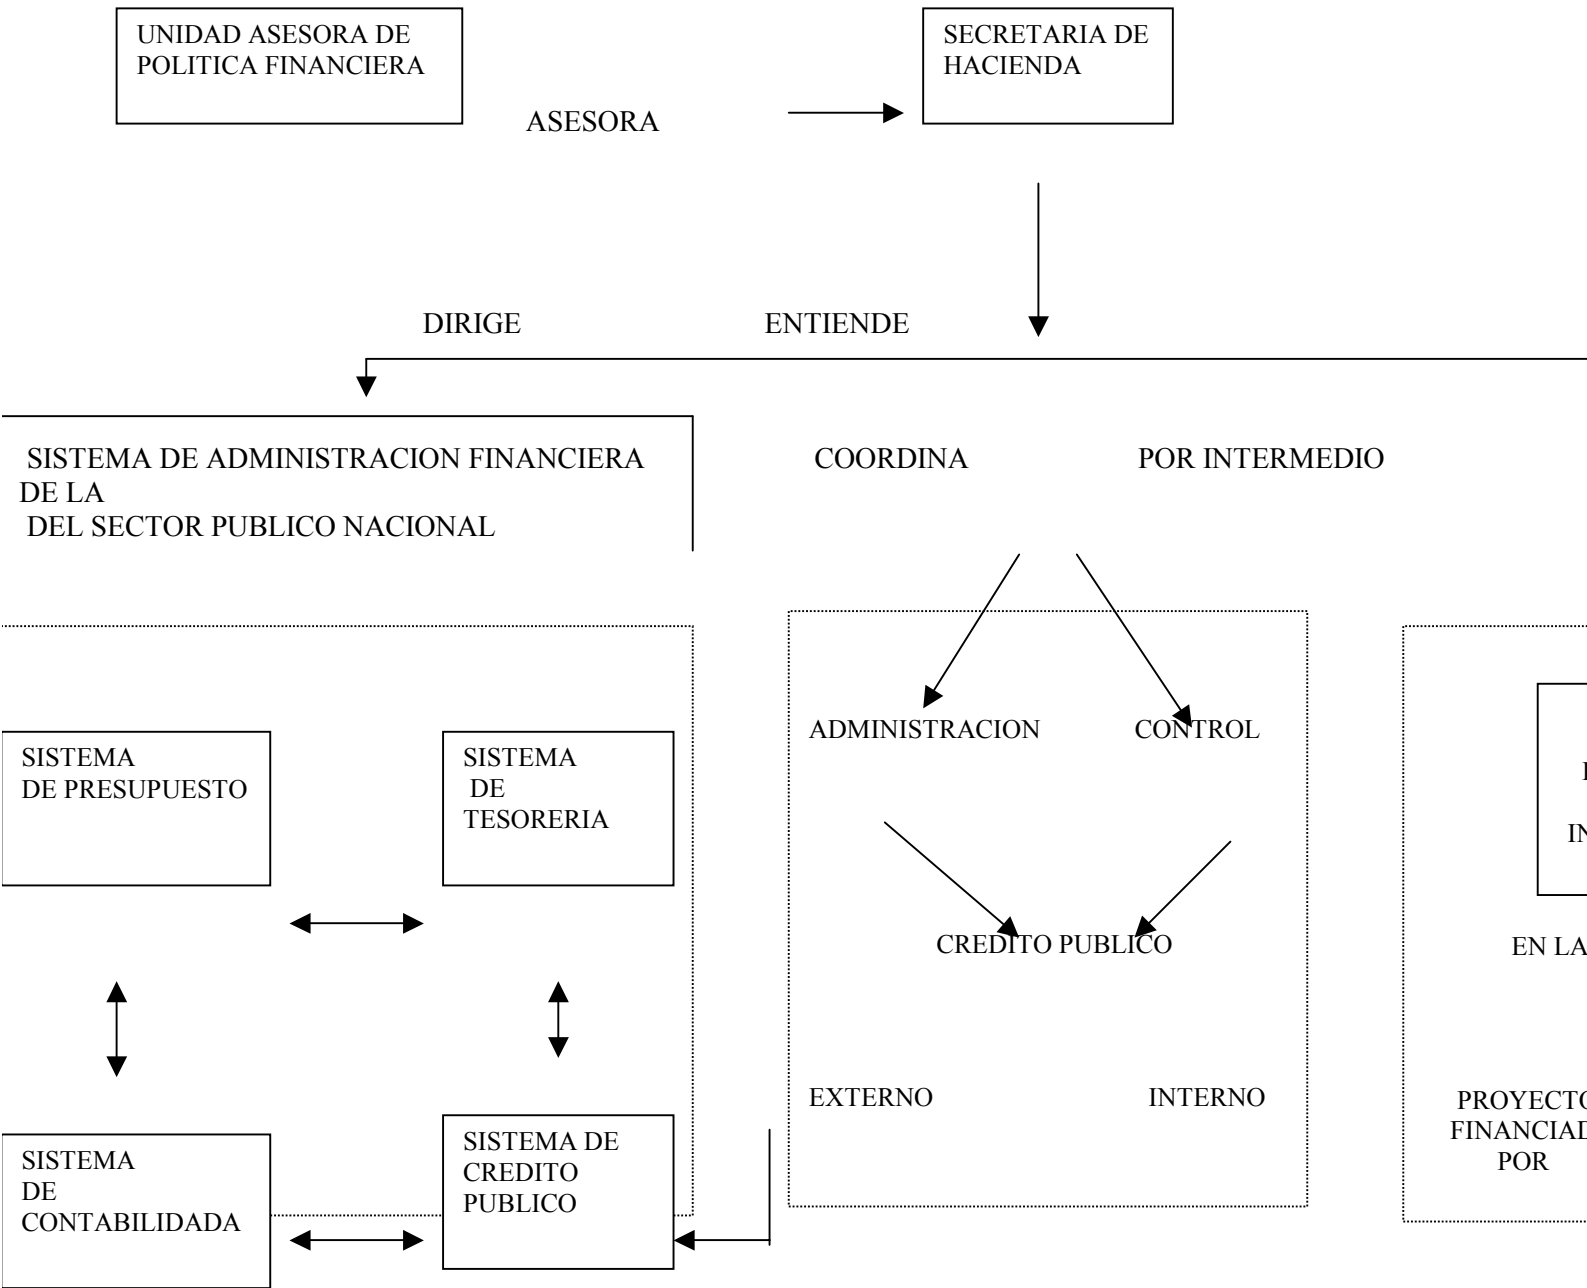 UNIDAD ASESORA DE
POLITICA FINANCIERA
SECRETARIA DE
HACIENDA
ASESORA
DIRIGE
ENTIENDE
SISTEMA DE ADMINISTRACION FINANCIERA
DE LA
DEL SECTOR PUBLICO NACIONAL
COORDINA
POR INTERMEDIO
ADMINISTRACION
CONTROL
SISTEMA
DE PRESUPUESTO
SISTEMA
DE
TESORERIA
CREDITO PUBLICO
EN LA
EXTERNO
INTERNO
PROYECTO
FINANCIAD
POR
SISTEMA
DE
CONTABILIDADA
SISTEMA DE
CREDITO
PUBLICO